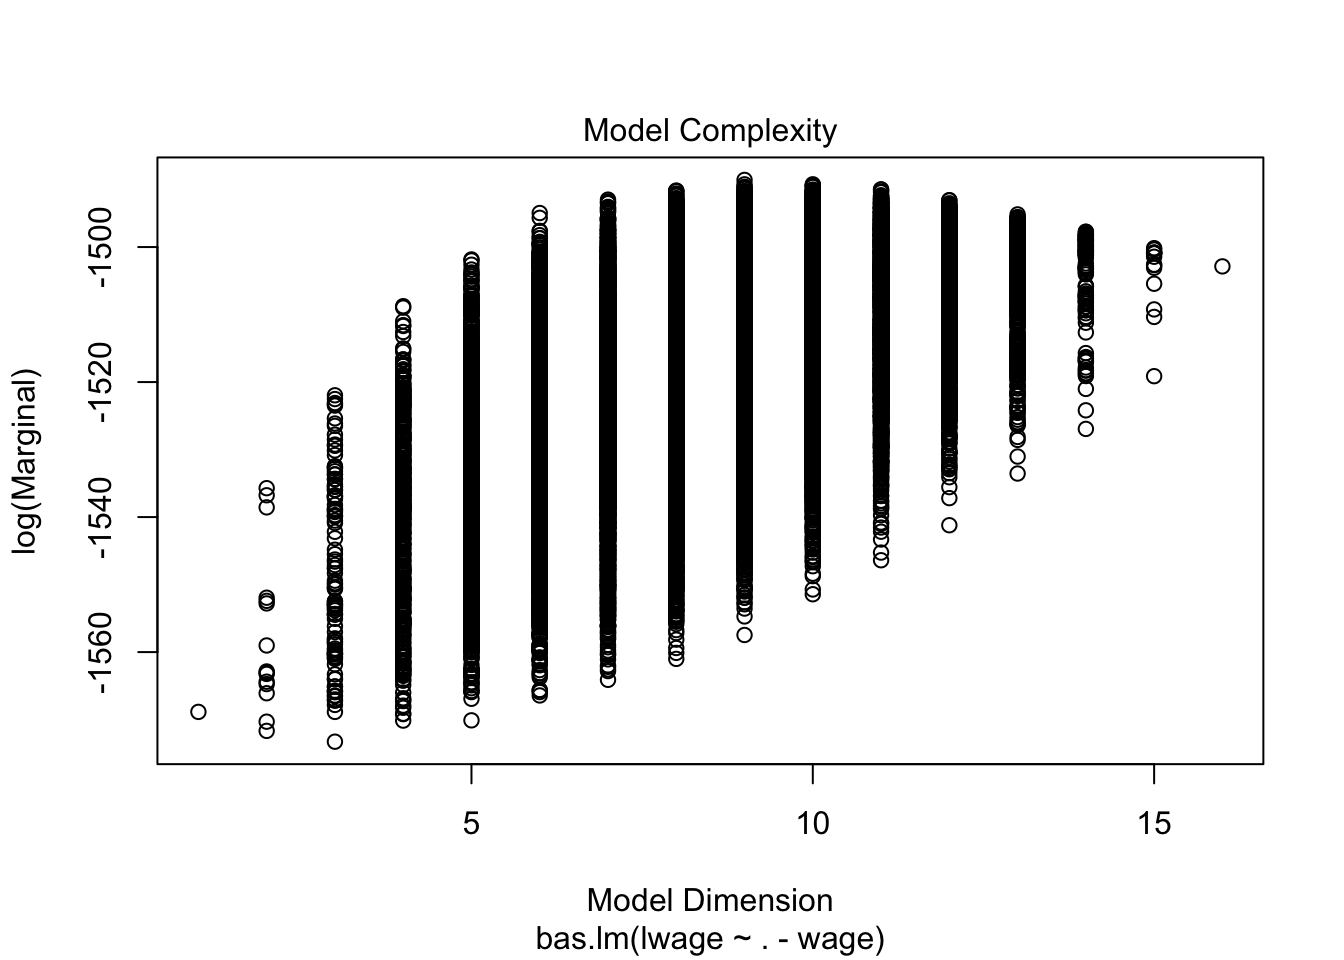 Model Complexity
log(Marginal)
-1500
-1520
-1540
-1560
5 10 15
Model Dimension
bas.lm(lwage ~ . - wage)